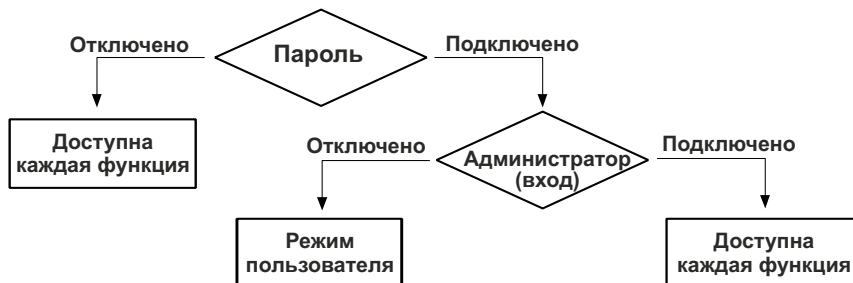 Отключено
Пароль
Подключено
Доступна
каждая функция
Отключено
Администратор
(вход)
Подключено
Режим
пользователя
Доступна
каждая функция